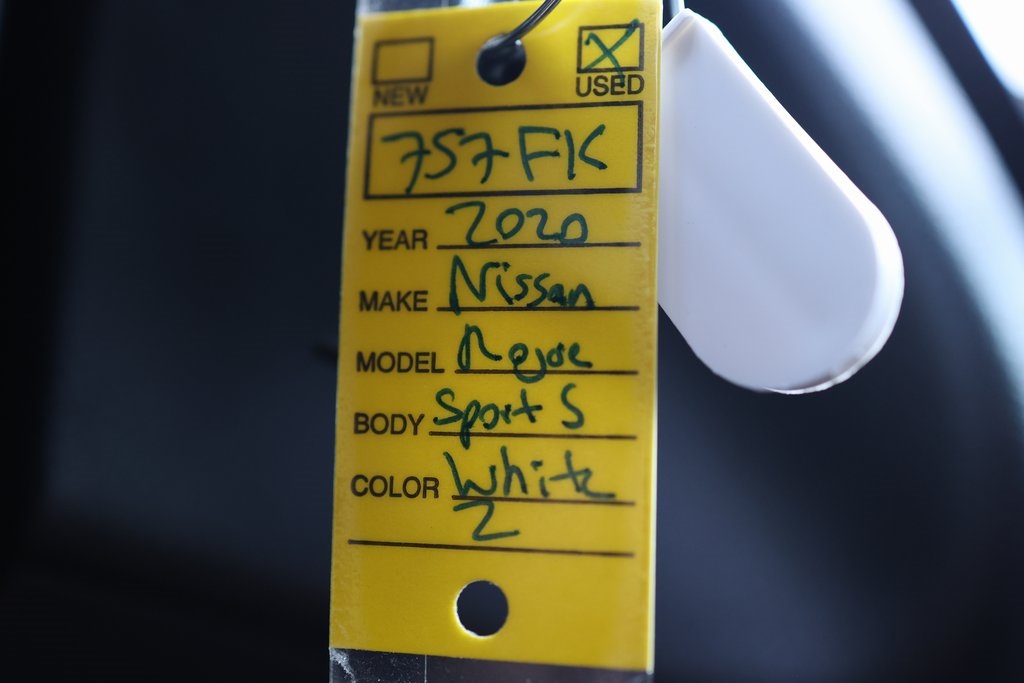 NEW X USED
757FK
YEAR 2020
MAKE Nissan
MODEL Rogue
BODY Sport S
COLOR White
2